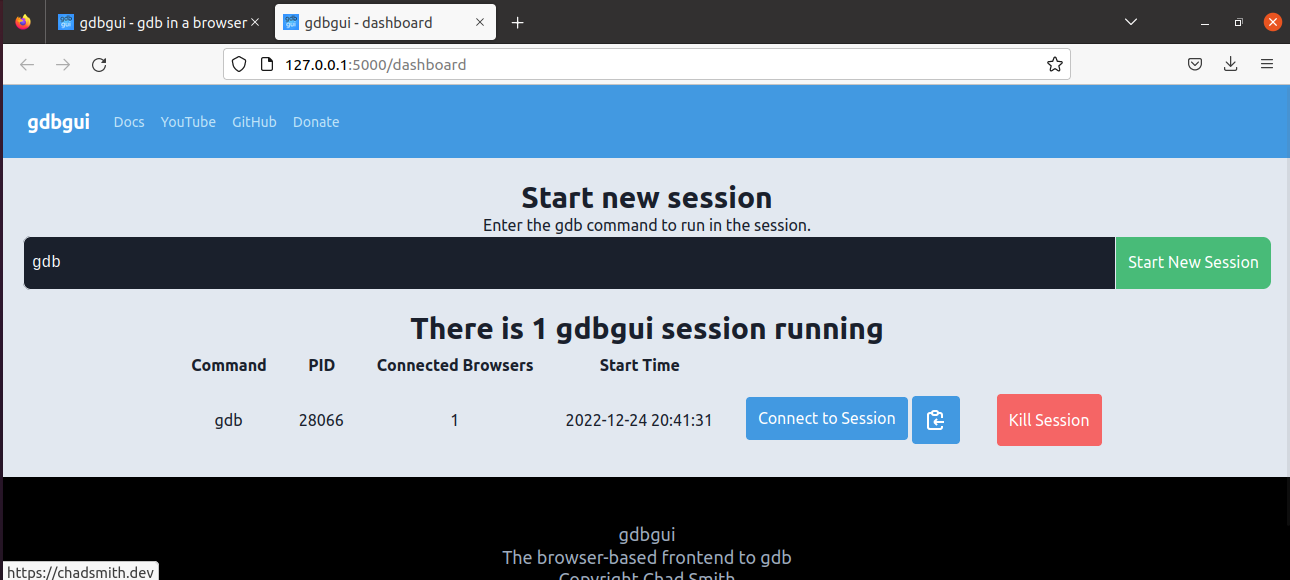 gdbgui - gdb in a browser
gdbgui - dashboard
127.0.0.1:5000/dashboard
gdbgui Docs YouTube GitHub Donate
Start new session
Enter the gdb command to run in the session.
gdb Start New Session
There is 1 gdbgui session running
Command PID Connected Browsers Start Time
gdb 28066 1 2022-12-24 20:41:31 Connect to Session Kill Session
gdbgui
The browser-based frontend to gdb
Copyright Chad Smith
https://chadsmith.dev